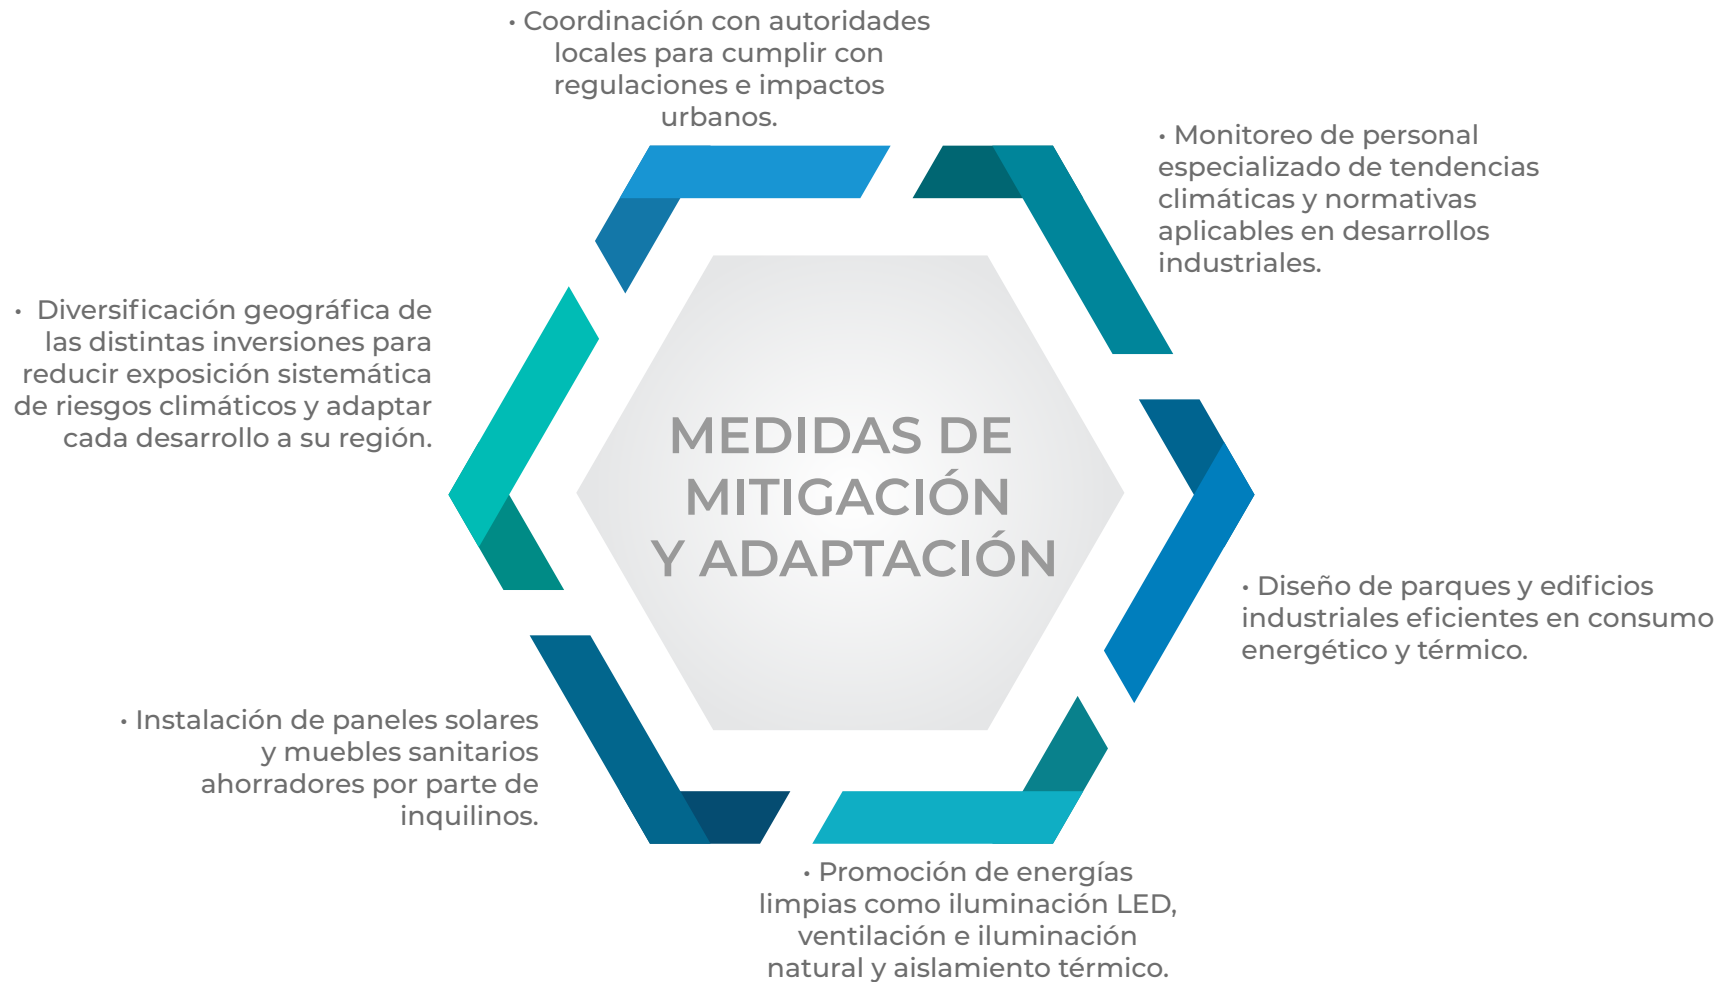 • Coordinación con autoridades
locales para cumplir con
regulaciones e impactos
urbanos.
• Monitoreo de personal
especializado de tendencias
climáticas y normativas
aplicables en desarrollos
industriales.
• Diseño de parques y edificios
industriales eficientes en consumo
energético y térmico.
• Promoción de energías
limpias como iluminación LED,
ventilación e iluminación
natural y aislamiento térmico.
• Instalación de paneles solares
y muebles sanitarios
ahorradores por parte de
inquilinos.
• Diversificación geográfica de
las distintas inversiones para
reducir exposición sistemática
de riesgos climáticos y adaptar
cada desarrollo a su región.
MEDIDAS DE
MITIGACIÓN
Y ADAPTACIÓN